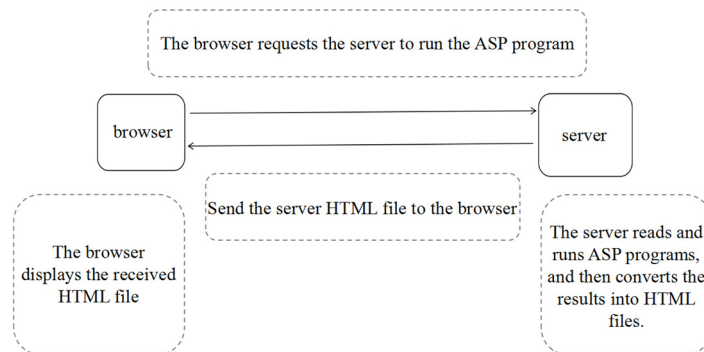 The browser requests the server to run the ASP program
browser
server
Send the server HTML file to the browser
The browser
displays the received
HTML file
The server reads and
runs ASP programs,
and then converts the
results into HTML
files.